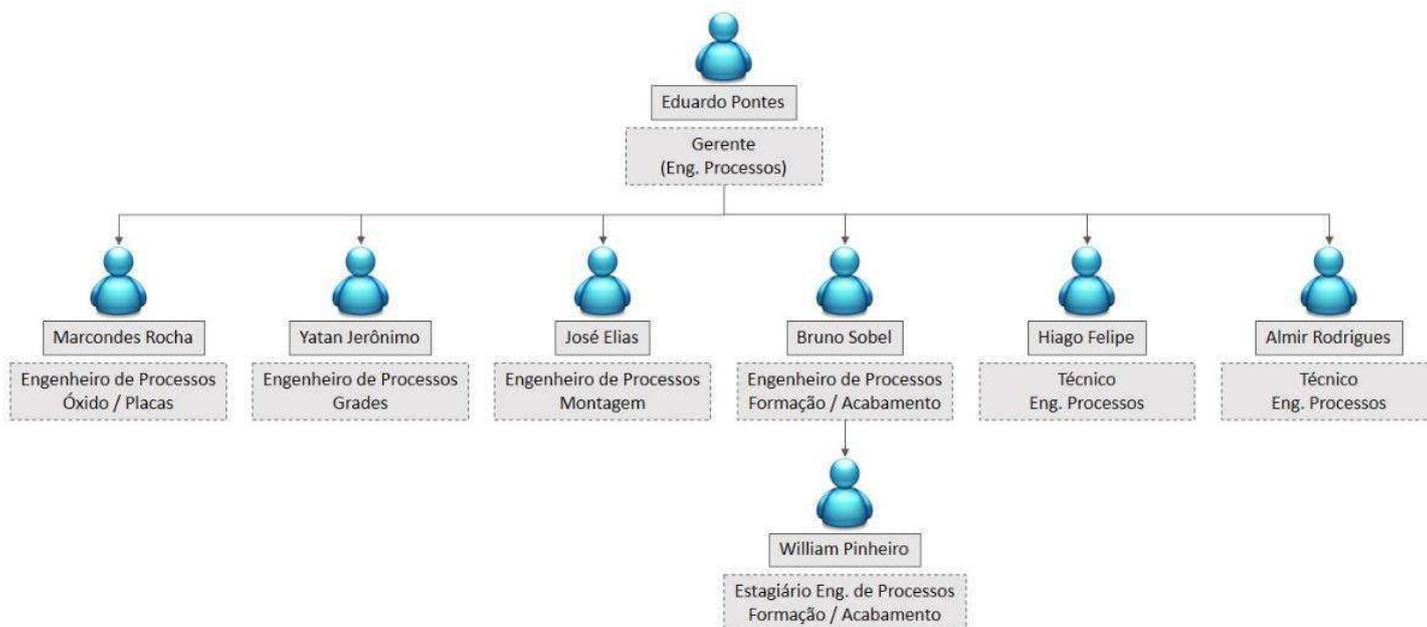 Eduardo Pontes
Gerente
(Eng. Processos)
Marcondes Rocha
Engenheiro de Processos
Óxido / Placas
Yatan Jerônimo
Engenheiro de Processos
Grades
José Elias
Engenheiro de Processos
Montagem
Bruno Sobel
Engenheiro de Processos
Formação / Acabamento
Hiago Felipe
Técnico
Eng. Processos
Almir Rodrigues
Técnico
Eng. Processos
William Pinheiro
Estagiário Eng. de Processos
Formação / Acabamento